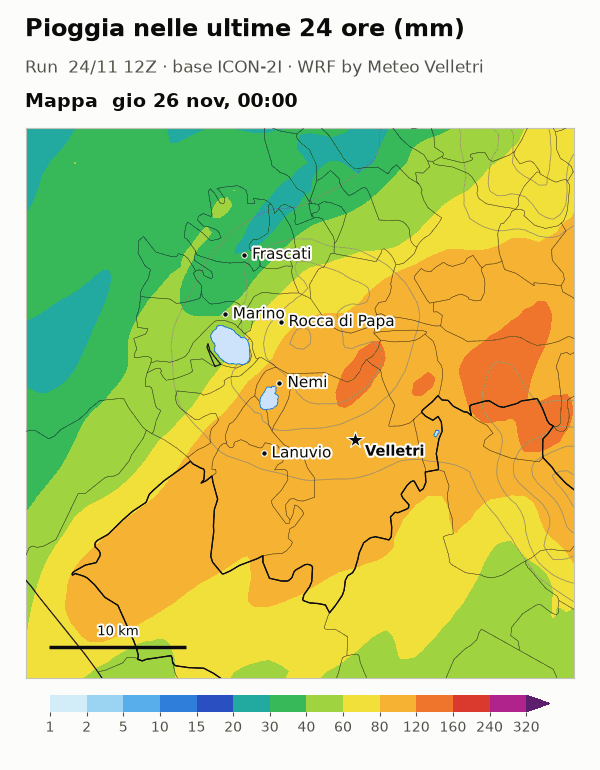 Pioggia nelle ultime 24 ore (mm)
Run  24/11 12Z · base ICON-2I · WRF by Meteo Velletri
Mappa  gio 26 nov, 00:00
Frascati
Marino
Rocca di Papa
Nemi
Velletri
Lanuvio
10 km
1 2 5 10 15 20 30 40 60 80 120 160 240 320